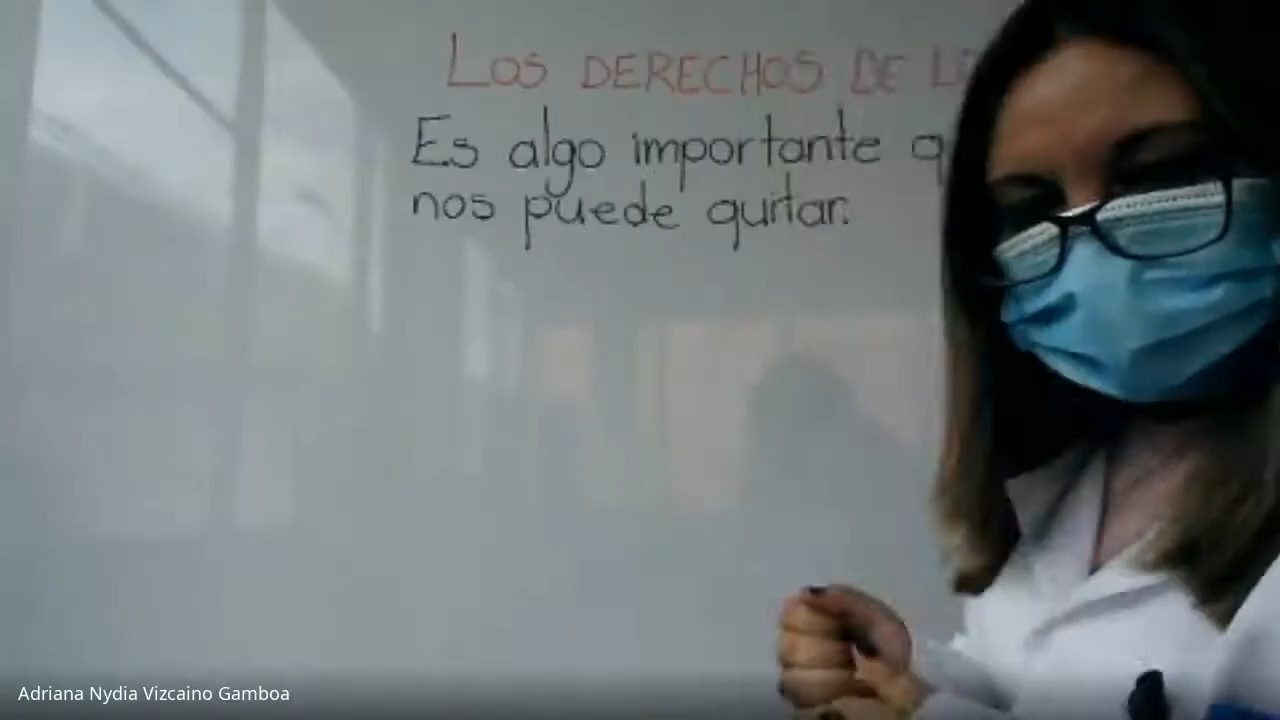 LOS DERECHOS DE
Es algo importante
nos puede quitar.
Adriana Nydia Vizcaino Gamboa